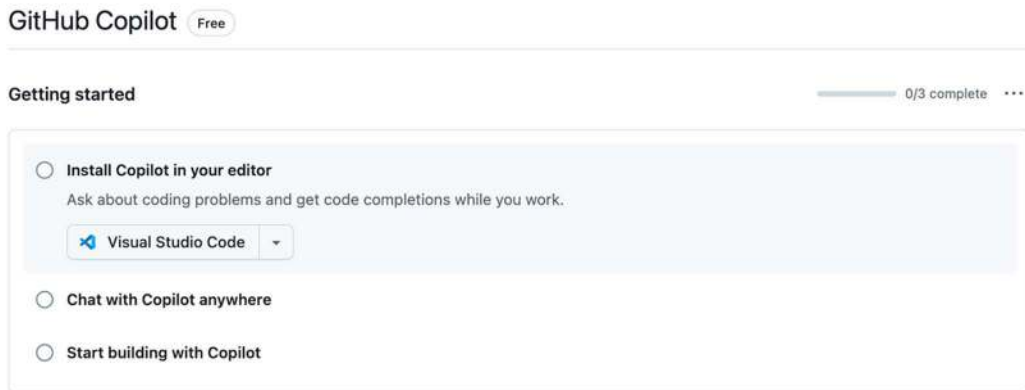 GitHub Copilot Free
Getting started 0/3 complete ...
Install Copilot in your editor
Ask about coding problems and get code completions while you work.
Visual Studio Code
Chat with Copilot anywhere
Start building with Copilot